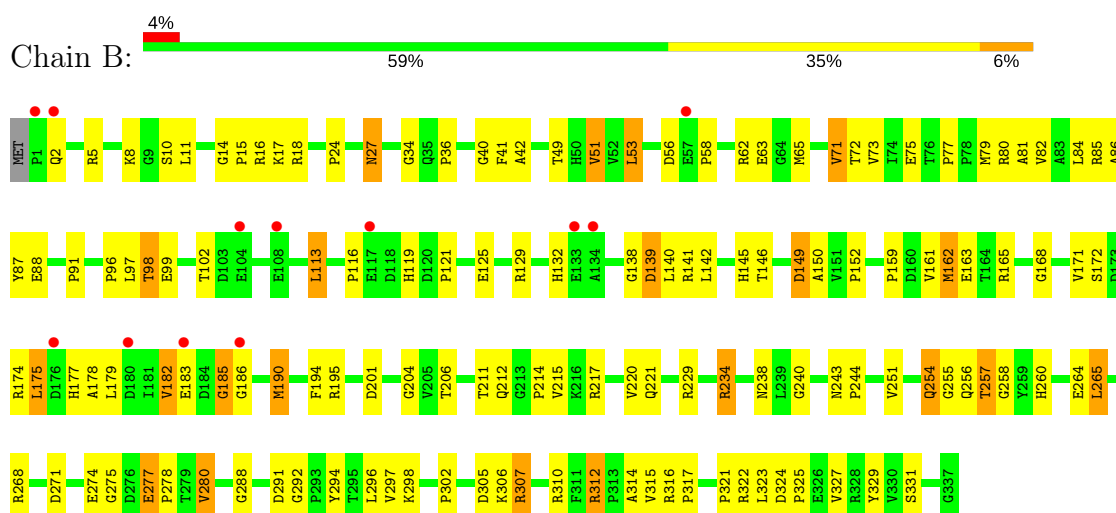 4%
Chain B:
59% 35% 6%
MET P1 Q2 R5 K8 G9 S10 L11 G14 P15 R16 K17 R18 P24 N27 G34 Q35 P36 G40 F41 A42 T49 H50 V51 V52 L53 D56 E57 P58 R62 E63 G64 M65 V71 T72 V73 I74 E75 T76 P77 P78 M79 R80 A81 V82 A83 L84 R85 A86
Y87 E88 P91 P96 L97 T98 E99 T102 D103 E104 E108 L113 P116 E117 D118 H119 D120 P121 E125 R129 H132 E133 A134 G138 D139 L140 R141 L142 H145 T146 D149 A150 V151 P152 P159 D160 V161 M162 E163 T164 R165 G168 V171 S172 D173
R174 L175 D176 H177 A178 L179 D180 I181 V182 E183 D184 G185 G186 M190 F194 R195 D201 G204 V205 T206 T211 Q212 G213 P214 V215 K216 R217 V220 Q221 R229 R234 N238 L239 G240 N243 P244 V251 Q254 G255 Q256 T257 G258 Y259 H260 E264 L265
R268 D271 E274 G275 D276 E277 P278 T279 V280 G288 D291 G292 P293 Y294 T295 L296 V297 K298 P302 D305 K306 R307 R310 F311 R312 P313 A314 V315 R316 P317 P321 R322 L323 D324 P325 E326 V327 R328 Y329 V330 S331 G337